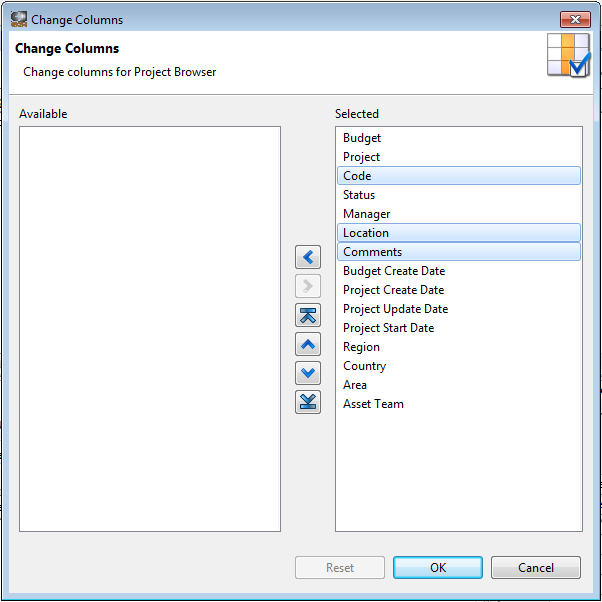 Change Columns
Change Columns
Change columns for Project Browser
Available
Selected
Budget
Project
Code
Status
Manager
Location
Comments
Budget Create Date
Project Create Date
Project Update Date
Project Start Date
Region
Country
Area
Asset Team
Reset
OK
Cancel